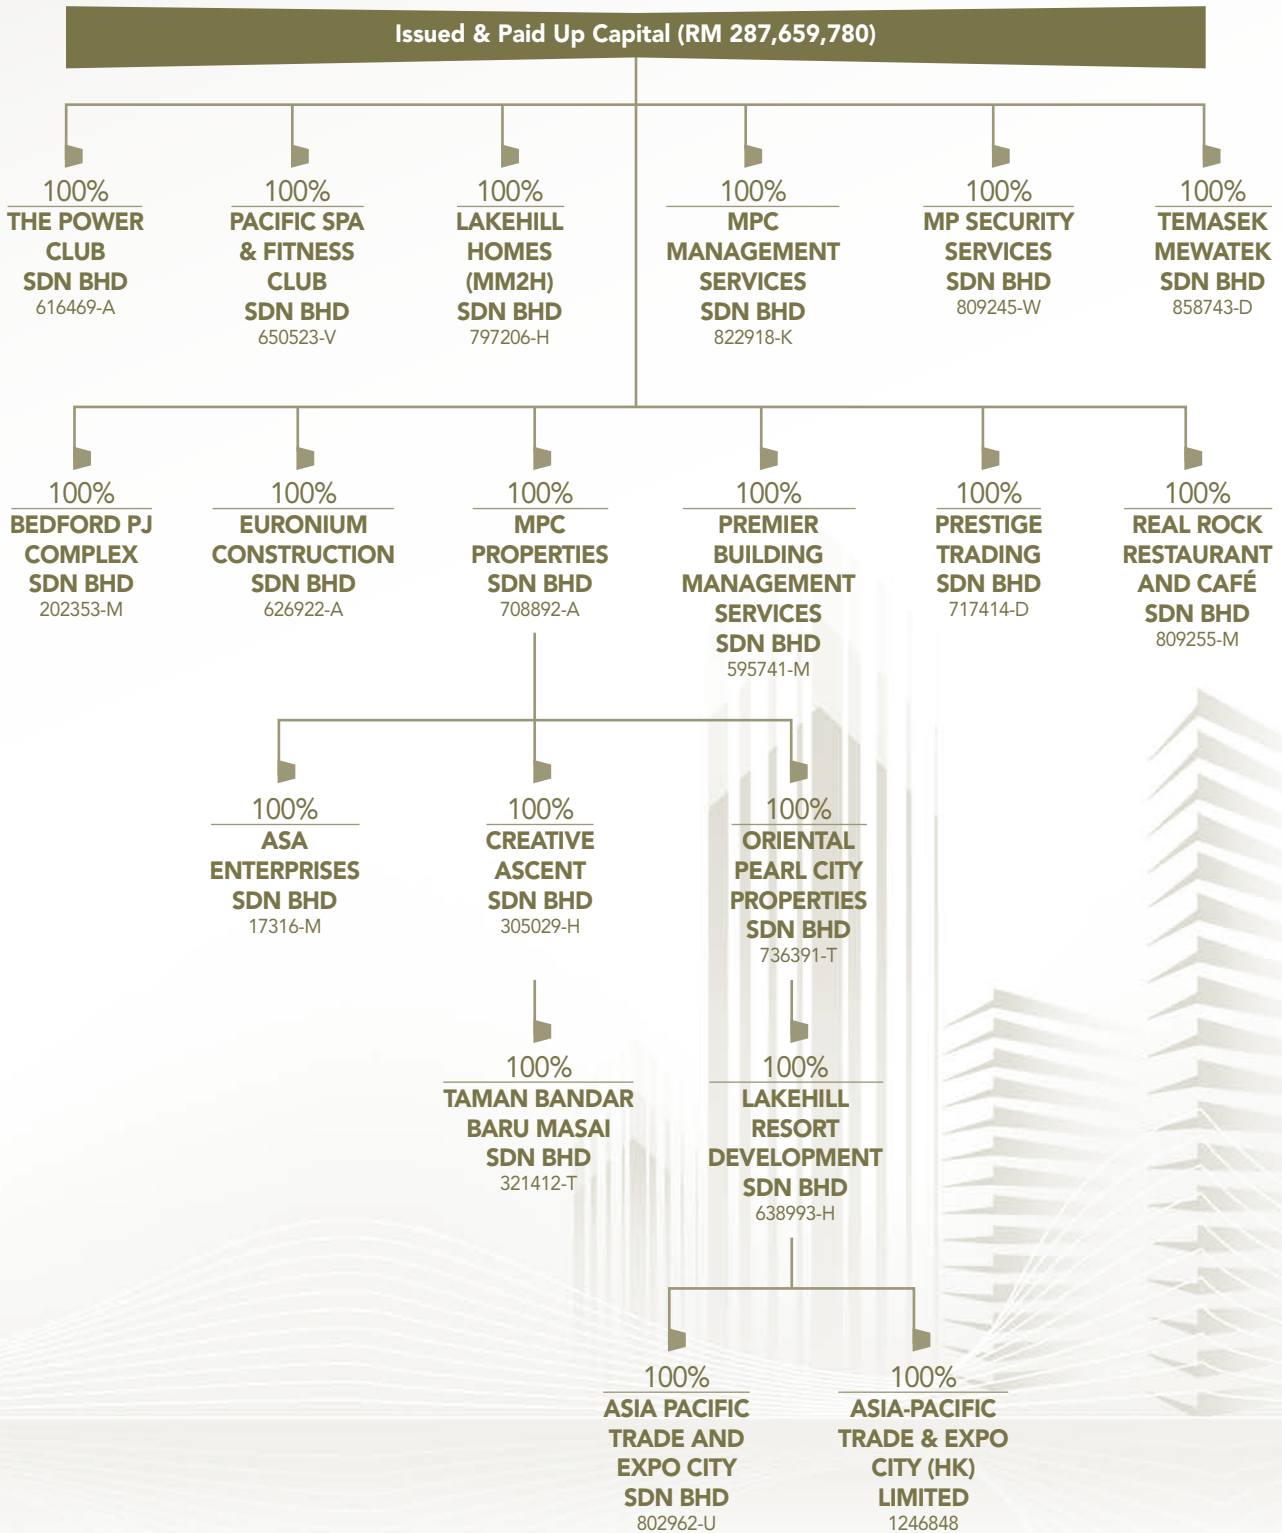 Issued & Paid Up Capital (RM 287,659,780)
100%
THE POWER
CLUB
SDN BHD
616469-A
100%
PACIFIC SPA
& FITNESS
CLUB
SDN BHD
650523-V
100%
LAKEHILL
HOMES
(MM2H)
SDN BHD
797206-H
100%
MPC
MANAGEMENT
SERVICES
SDN BHD
822918-K
100%
MP SECURITY
SERVICES
SDN BHD
809245-W
100%
TEMASEK
MEWATEK
SDN BHD
858743-D
100%
BEDFORD PJ
COMPLEX
SDN BHD
202353-M
100%
EURONIUM
CONSTRUCTION
SDN BHD
626922-A
100%
MPC
PROPERTIES
SDN BHD
708892-A
100%
PREMIER
BUILDING
MANAGEMENT
SERVICES
SDN BHD
595741-M
100%
PRESTIGE
TRADING
SDN BHD
717414-D
100%
REAL ROCK
RESTAURANT
AND CAFÉ
SDN BHD
809255-M
100%
ASA
ENTERPRISES
SDN BHD
17316-M
100%
CREATIVE
ASCENT
SDN BHD
305029-H
100%
ORIENTAL
PEARL CITY
PROPERTIES
SDN BHD
736391-T
100%
TAMAN BANDAR
BARU MASAI
SDN BHD
321412-T
100%
LAKEHILL
RESORT
DEVELOPMENT
SDN BHD
638993-H
100%
ASIA PACIFIC
TRADE AND
EXPO CITY
SDN BHD
802962-U
100%
ASIA-PACIFIC
TRADE & EXPO
CITY (HK)
LIMITED
1246848